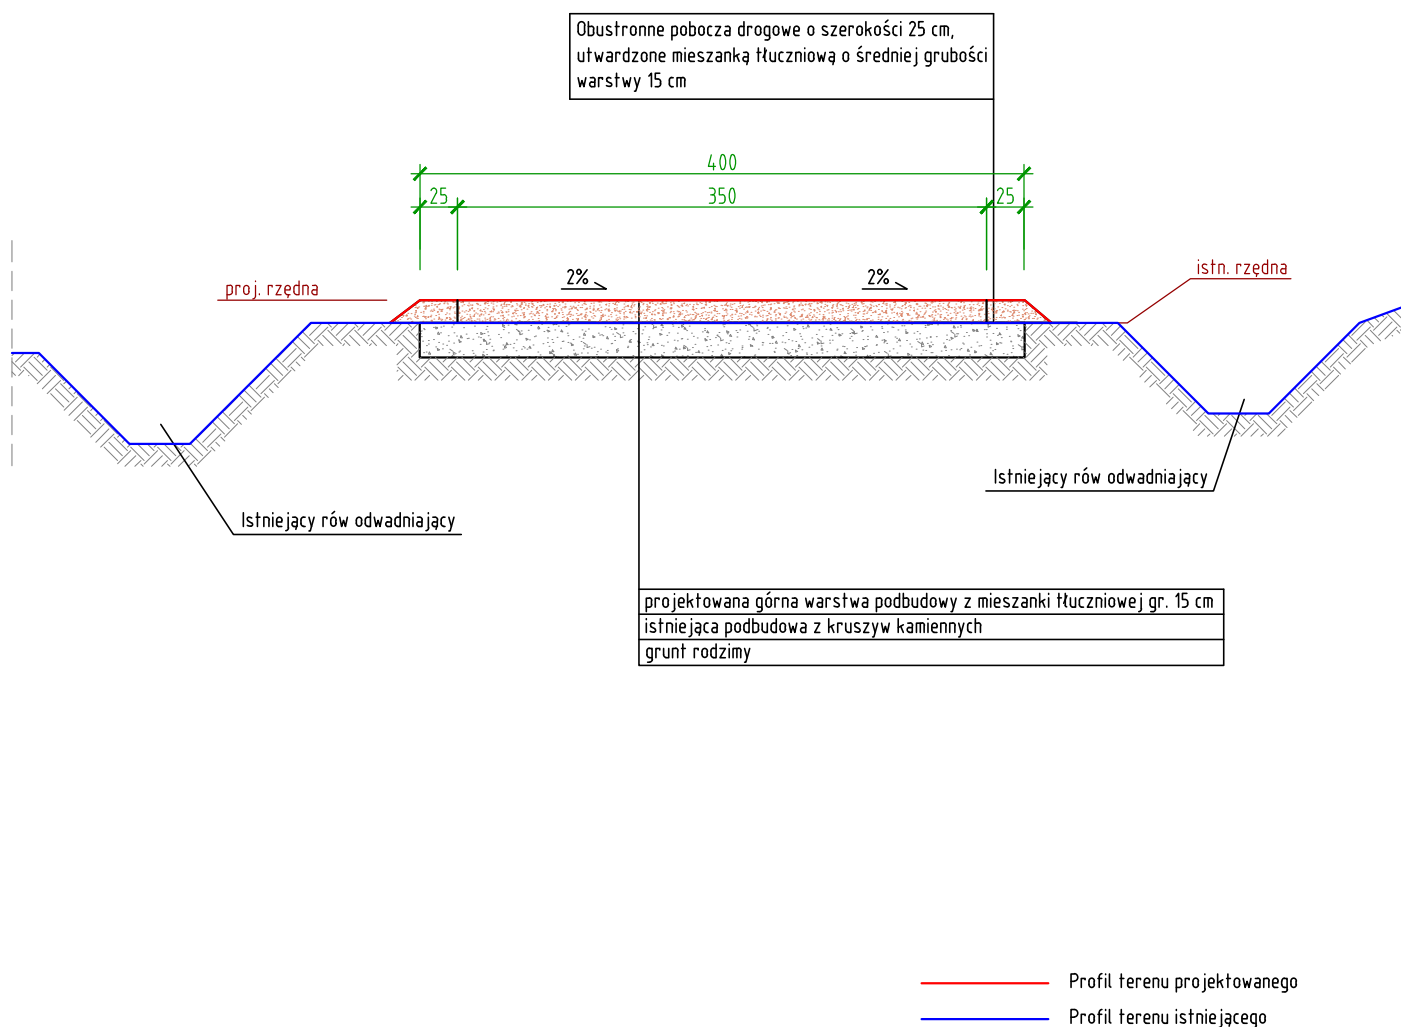 Obustronne pobocza drogowe o szerokości 25 cm,
utwardzone mieszanką tłuczniową o średniej grubości
warstwy 15 cm
400
25
350
25
2%
2%
proj. rzędna
istn. rzędna
Istniejący rów odwadniający
Istniejący rów odwadniający
projektowana górna warstwa podbudowy z mieszanki tłuczniowej gr. 15 cm
istniejąca podbudowa z kruszyw kamiennych
grunt rodzimy
Profil terenu projektowanego
Profil terenu istniejącego